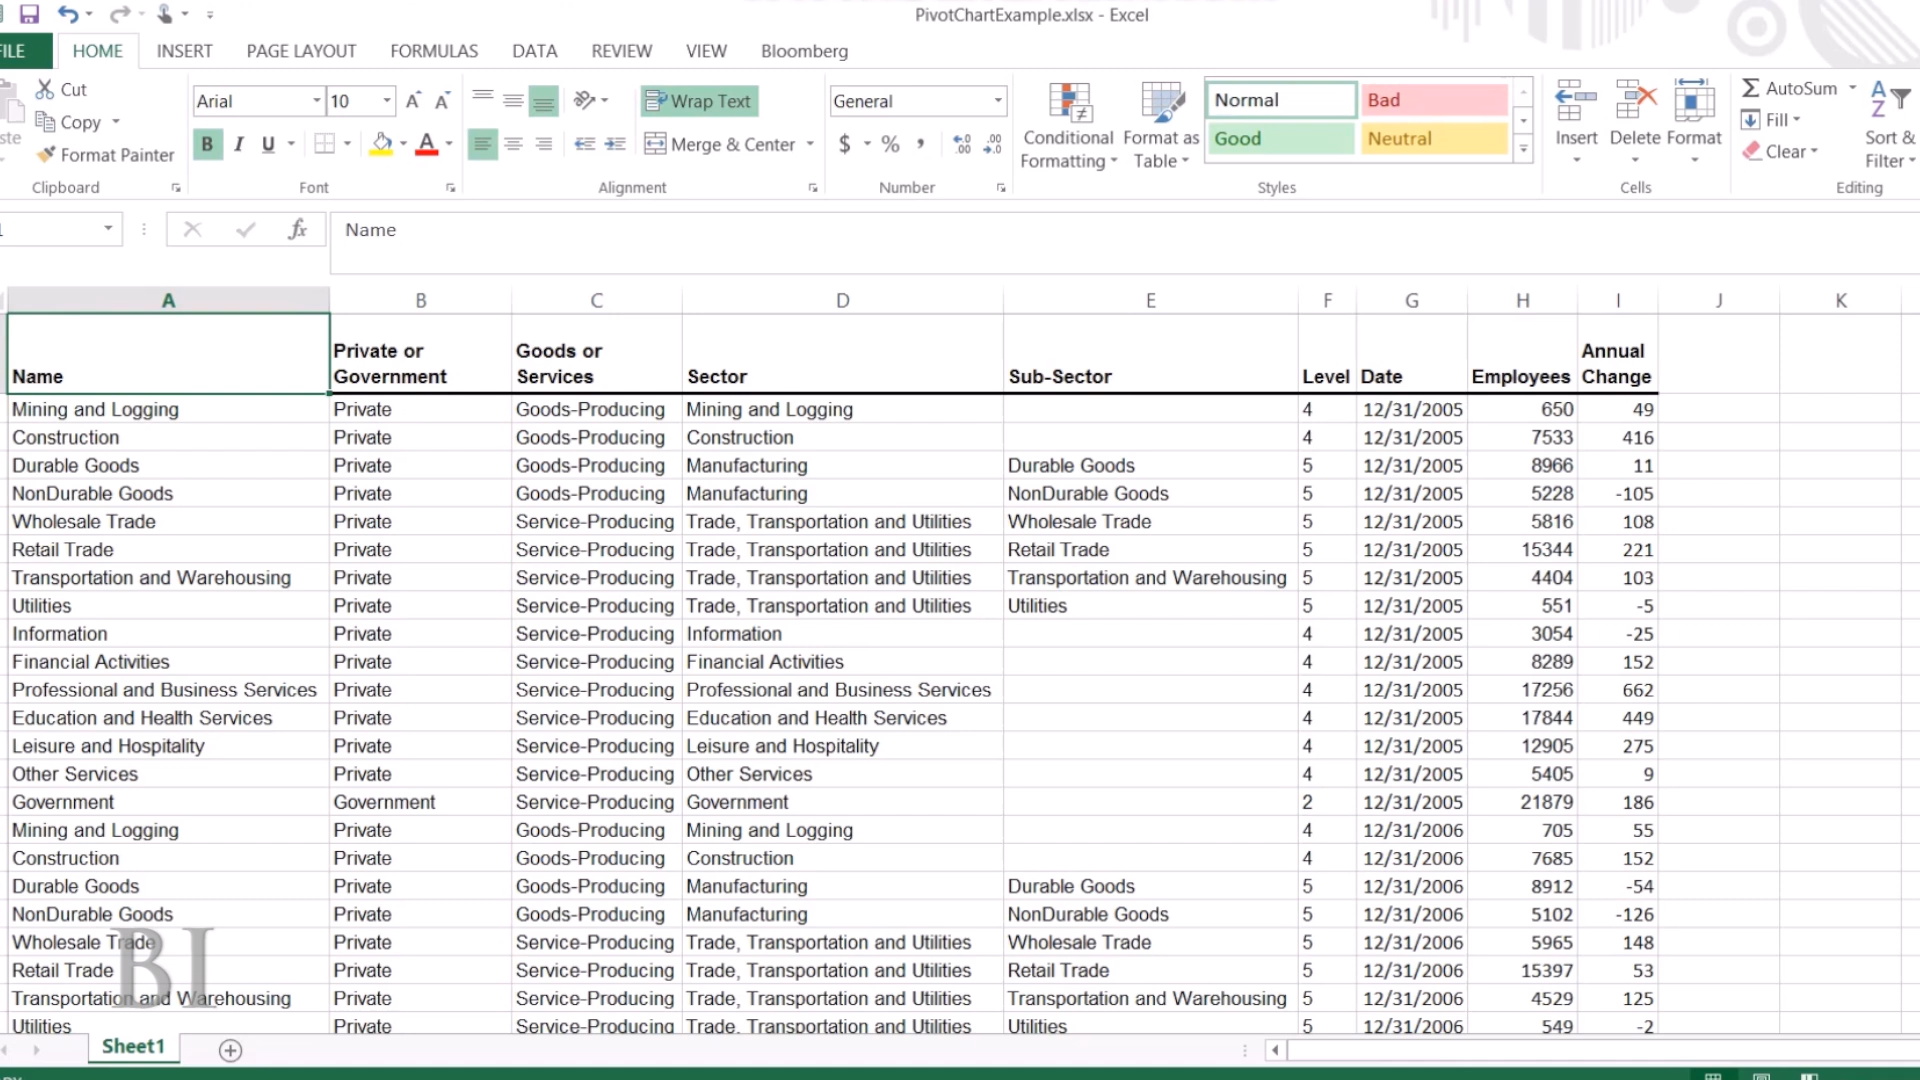 PivotChartExample.xlsx - Excel
FILE HOME INSERT PAGE LAYOUT FORMULAS DATA REVIEW VIEW Bloomberg
Cut
Copy
Format Painter
Clipboard
Arial 10
B I U
Font
Wrap Text
Merge & Center
Alignment
General
$ % ,
Number
Conditional Formatting
Format as Table
Normal Bad
Good Neutral
Styles
Insert Delete Format
Cells
AutoSum
Fill
Clear
Sort & Filter
Editing
fx Name
A B C D E F G H I J K
Name Private or Government Goods or Services Sector Sub-Sector Level Date Employees Annual Change
Mining and Logging Private Goods-Producing Mining and Logging 4 12/31/2005 650 49
Construction Private Goods-Producing Construction 4 12/31/2005 7533 416
Durable Goods Private Goods-Producing Manufacturing Durable Goods 5 12/31/2005 8966 11
NonDurable Goods Private Goods-Producing Manufacturing NonDurable Goods 5 12/31/2005 5228 -105
Wholesale Trade Private Service-Producing Trade, Transportation and Utilities Wholesale Trade 5 12/31/2005 5816 108
Retail Trade Private Service-Producing Trade, Transportation and Utilities Retail Trade 5 12/31/2005 15344 221
Transportation and Warehousing Private Service-Producing Trade, Transportation and Utilities Transportation and Warehousing 5 12/31/2005 4404 103
Utilities Private Service-Producing Trade, Transportation and Utilities Utilities 5 12/31/2005 551 -5
Information Private Service-Producing Information 4 12/31/2005 3054 -25
Financial Activities Private Service-Producing Financial Activities 4 12/31/2005 8289 152
Professional and Business Services Private Service-Producing Professional and Business Services 4 12/31/2005 17256 662
Education and Health Services Private Service-Producing Education and Health Services 4 12/31/2005 17844 449
Leisure and Hospitality Private Service-Producing Leisure and Hospitality 4 12/31/2005 12905 275
Other Services Private Service-Producing Other Services 4 12/31/2005 5405 9
Government Government Service-Producing Government 2 12/31/2005 21879 186
Mining and Logging Private Goods-Producing Mining and Logging 4 12/31/2006 705 55
Construction Private Goods-Producing Construction 4 12/31/2006 7685 152
Durable Goods Private Goods-Producing Manufacturing Durable Goods 5 12/31/2006 8912 -54
NonDurable Goods Private Goods-Producing Manufacturing NonDurable Goods 5 12/31/2006 5102 -126
Wholesale Trade Private Service-Producing Trade, Transportation and Utilities Wholesale Trade 5 12/31/2006 5965 148
Retail Trade Private Service-Producing Trade, Transportation and Utilities Retail Trade 5 12/31/2006 15397 53
Transportation and Warehousing Private Service-Producing Trade, Transportation and Utilities Transportation and Warehousing 5 12/31/2006 4529 125
Utilities Private Service-Producing Trade, Transportation and Utilities Utilities 5 12/31/2006 549 -2
BI
Sheet1